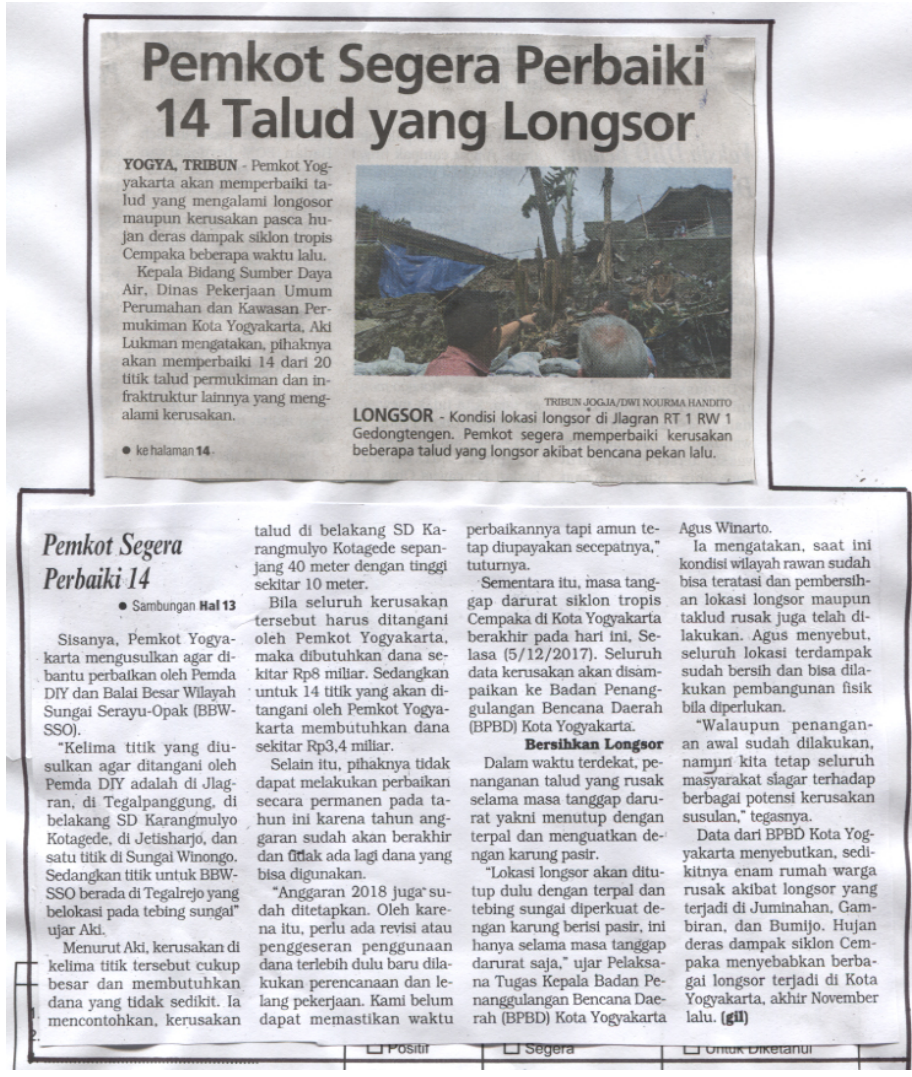 Pemkot Segera Perbaiki
14 Talud yang Longsor
YOGYA, TRIBUN - Pemkot Yog-
yakarta akan memperbaiki ta-
lud yang mengalami longosor
maupun kerusakan pasca hu-
jan deras dampak siklon tropis
Cempaka beberapa waktu lalu.
Kepala Bidang Sumber Daya
Air, Dinas Pekerjaan Umum
Perumahan dan Kawasan Per-
mukiman Kota Yogyakarta, Aki
Lukman mengatakan, pihaknya
akan memperbaiki 14 dari 20
titik talud permukiman dan in-
fraktruktur lainnya yang meng-
alami kerusakan.
● ke halaman 14
TRIBUN JOGJA/DWI NOURMA HANDITO
LONGSOR - Kondisi lokasi longsor di Jlagran RT 1 RW 1
Gedongtengen. Pemkot segera memperbaiki kerusakan
beberapa talud yang longsor akibat bencana pekan lalu.
Pemkot Segera
Perbaiki 14
● Sambungan Hal 13
Sisanya, Pemkot Yogya-
karta mengusulkan agar di-
bantu perbaikan oleh Pemda
DIY dan Balai Besar Wilayah
Sungai Serayu-Opak (BBW-
SSO).
"Kelima titik yang diu-
sulkan agar ditangani oleh
Pemda DIY adalah di Jlag-
ran, di Tegalpanggung, di
belakang SD Karangmulyo
Kotagede, di Jetisharjo, dan
satu titik di Sungai Winongo.
Sedangkan titik untuk BBW-
SSO berada di Tegalrejo yang
belokasi pada tebing sungai"
ujar Aki.
Menurut Aki, kerusakan di
kelima titik tersebut cukup
besar dan membutuhkan
dana yang tidak sedikit. Ia
mencontohkan, kerusakan
talud di belakang SD Ka-
rangmulyo Kotagede sepan-
jang 40 meter dengan tinggi
sekitar 10 meter.
Bila seluruh kerusakan
tersebut harus ditangani
oleh Pemkot Yogyakarta,
maka dibutuhkan dana se-
kitar Rp8 miliar. Sedangkan
untuk 14 titik yang akan di-
tangani oleh Pemkot Yogya-
karta membutuhkan dana
sekitar Rp3,4 miliar.
Selain itu, pihaknya tidak
dapat melakukan perbaikan
secara permanen pada ta-
hun ini karena tahun ang-
garan sudah akan berakhir
dan tidak ada lagi dana yang
bisa digunakan.
"Anggaran 2018 juga su-
dah ditetapkan. Oleh kare-
na itu, perlu ada revisi atau
penggeseran penggunaan
dana terlebih dulu baru dila-
kukan perencanaan dan le-
lang pekerjaan. Kami belum
dapat memastikan waktu
perbaikannya tapi amun te-
tap diupayakan secepatnya,"
tuturnya.
Sementara itu, masa tang-
gap darurat siklon tropis
Cempaka di Kota Yogyakarta
berakhir pada hari ini, Se-
lasa (5/12/2017). Seluruh
data kerusakan akan disam-
paikan ke Badan Penang-
gulangan Bencana Daerah
(BPBD) Kota Yogyakarta.
Bersihkan Longsor
Dalam waktu terdekat, pe-
nanganan talud yang rusak
selama masa tanggap daru-
rat yakni menutup dengan
terpal dan menguatkan de-
ngan karung pasir.
"Lokasi longsor akan ditu-
tup dulu dengan terpal dan
tebing sungai diperkuat de-
ngan karung berisi pasir, ini
hanya selama masa tanggap
darurat saja," ujar Pelaksa-
na Tugas Kepala Badan Pe-
nanggulangan Bencana Dae-
rah (BPBD) Kota Yogyakarta
Agus Winarto.
Ia mengatakan, saat ini
kondisi wilayah rawan sudah
bisa teratasi dan pembersih-
an lokasi longsor maupun
taklud rusak juga telah di-
lakukan. Agus menyebut,
seluruh lokasi terdampak
sudah bersih dan bisa dila-
kukan pembangunan fisik
bila diperlukan.
"Walaupun penangan-
an awal sudah dilakukan,
namun kita tetap seluruh
masyarakat siagar terhadap
berbagai potensi kerusakan
susulan," tegasnya.
Data dari BPBD Kota Yog-
yakarta menyebutkan, sedi-
kitnya enam rumah warga
rusak akibat longsor yang
terjadi di Juminahan, Gam-
biran, dan Bumijo. Hujan
deras dampak siklon Cem-
paka menyebabkan berba-
gai longsor terjadi di Kota
Yogyakarta, akhir November
lalu. (gil)
1.
2.
Positif
Segera
Untuk Diketahui